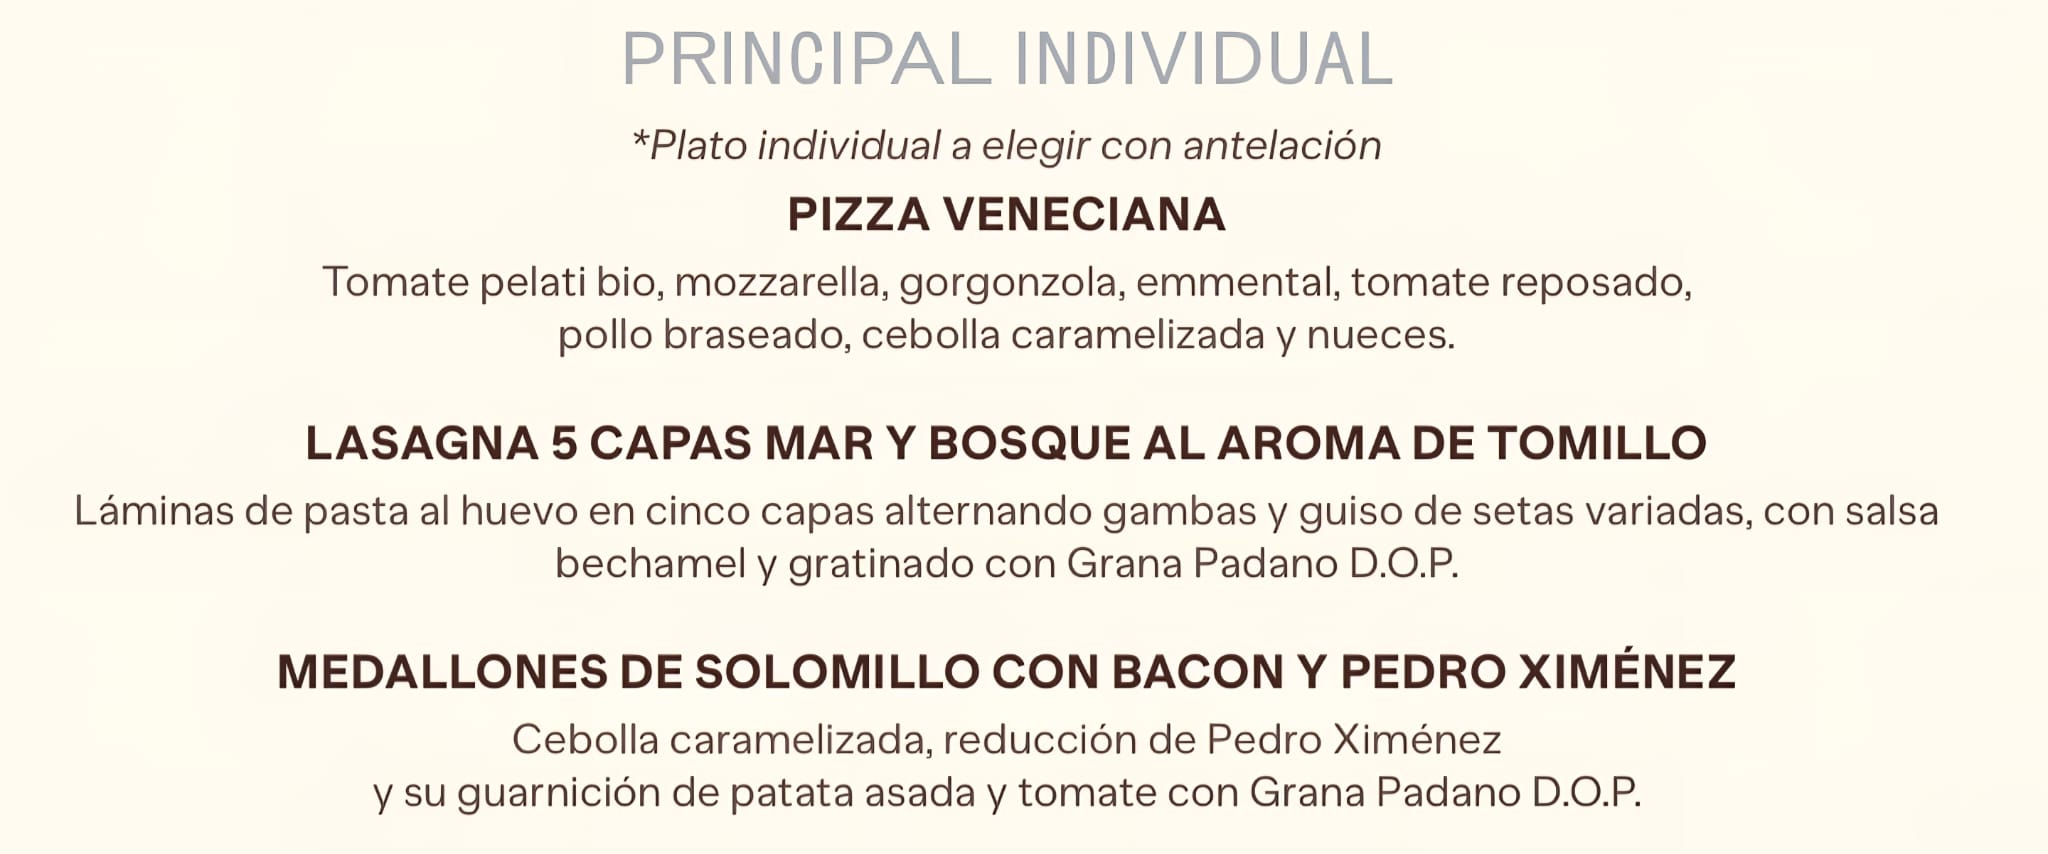 PRINCIPAL INDIVIDUAL
*Plato individual a elegir con antelación
PIZZA VENECIANA
Tomate pelati bio, mozzarella, gorgonzola, emmental, tomate reposado,
pollo braseado, cebolla caramelizada y nueces.
LASAGNA 5 CAPAS MAR Y BOSQUE AL AROMA DE TOMILLO
Láminas de pasta al huevo en cinco capas alternando gambas y guiso de setas variadas, con salsa
bechamel y gratinado con Grana Padano D.O.P.
MEDALLONES DE SOLOMILLO CON BACON Y PEDRO XIMÉNEZ
Cebolla caramelizada, reducción de Pedro Ximénez
y su guarnición de patata asada y tomate con Grana Padano D.O.P.